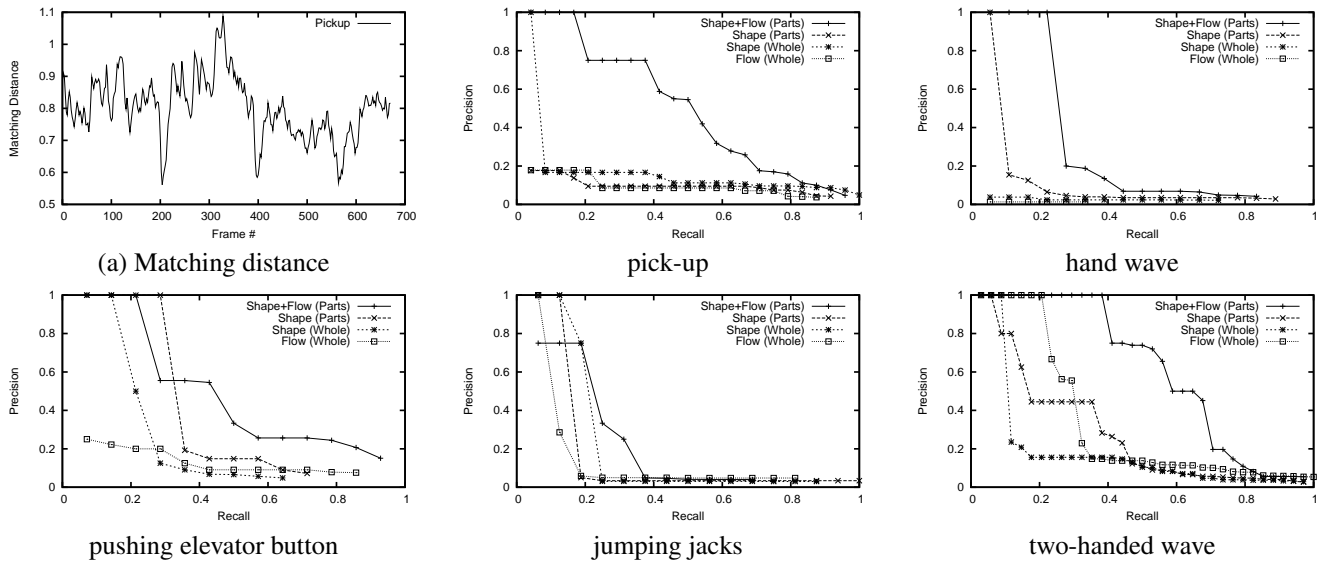 1.1
1
0.9
0.8
0.7
0.6
0.5
0 100 200 300 400 500 600 700
Matching Distance
Frame #
Pickup
(a) Matching distance
1
0.8
0.6
0.4
0.2
0
0 0.2 0.4 0.6 0.8 1
Precision
Recall
Shape+Flow (Parts)
Shape (Parts)
Shape (Whole)
Flow (Whole)
pick-up
1
0.8
0.6
0.4
0.2
0
0 0.2 0.4 0.6 0.8 1
Precision
Recall
Shape+Flow (Parts)
Shape (Parts)
Shape (Whole)
Flow (Whole)
hand wave
1
0.8
0.6
0.4
0.2
0
0 0.2 0.4 0.6 0.8 1
Precision
Recall
Shape+Flow (Parts)
Shape (Parts)
Shape (Whole)
Flow (Whole)
pushing elevator button
1
0.8
0.6
0.4
0.2
0
0 0.2 0.4 0.6 0.8 1
Precision
Recall
Shape+Flow (Parts)
Shape (Parts)
Shape (Whole)
Flow (Whole)
jumping jacks
1
0.8
0.6
0.4
0.2
0
0 0.2 0.4 0.6 0.8 1
Precision
Recall
Shape+Flow (Parts)
Shape (Parts)
Shape (Whole)
Flow (Whole)
two-handed wave